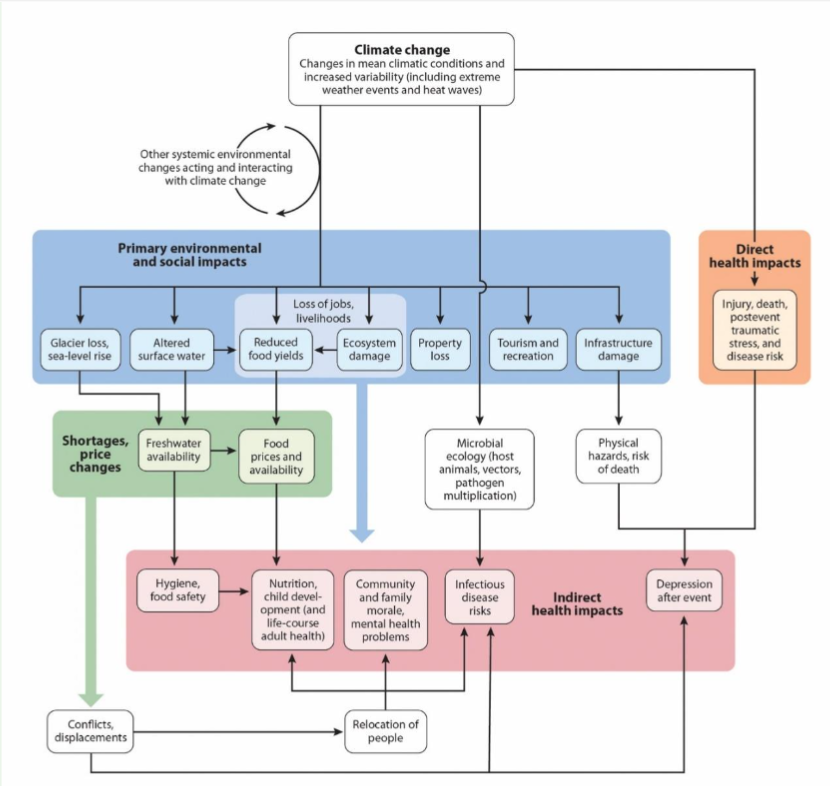 Climate change
Changes in mean climatic conditions and
increased variability (including extreme
weather events and heat waves)
Other systemic environmental
changes acting and interacting
with climate change
Primary environmental
and social impacts
Direct
health impacts
Loss of jobs,
livelihoods
Glacier loss,
sea-level rise
Altered
surface water
Reduced
food yields
Ecosystem
damage
Property
loss
Tourism and
recreation
Infrastructure
damage
Injury, death,
postevent
traumatic
stress, and
disease risk
Shortages,
price
changes
Freshwater
availability
Food
prices and
availability
Microbial
ecology (host
animals, vectors,
pathogen
multiplication)
Physical
hazards, risk
of death
Hygiene,
food safety
Nutrition,
child devel-
opment (and
life-course
adult health)
Community
and family
morale,
mental health
problems
Infectious
disease
risks
Indirect
health impacts
Depression
after event
Conflicts,
displacements
Relocation of
people